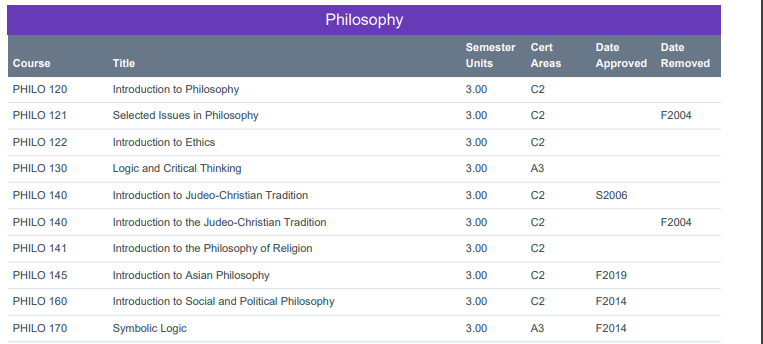 Philosophy
Semester Cert Date Date
Course Title Units Areas Approved Removed
PHILO 120 Introduction to Philosophy 3.00 C2
PHILO 121 Selected Issues in Philosophy 3.00 C2 F2004
PHILO 122 Introduction to Ethics 3.00 C2
PHILO 130 Logic and Critical Thinking 3.00 A3
PHILO 140 Introduction to Judeo-Christian Tradition 3.00 C2 S2006
PHILO 140 Introduction to the Judeo-Christian Tradition 3.00 C2 F2004
PHILO 141 Introduction to the Philosophy of Religion 3.00 C2
PHILO 145 Introduction to Asian Philosophy 3.00 C2 F2019
PHILO 160 Introduction to Social and Political Philosophy 3.00 C2 F2014
PHILO 170 Symbolic Logic 3.00 A3 F2014